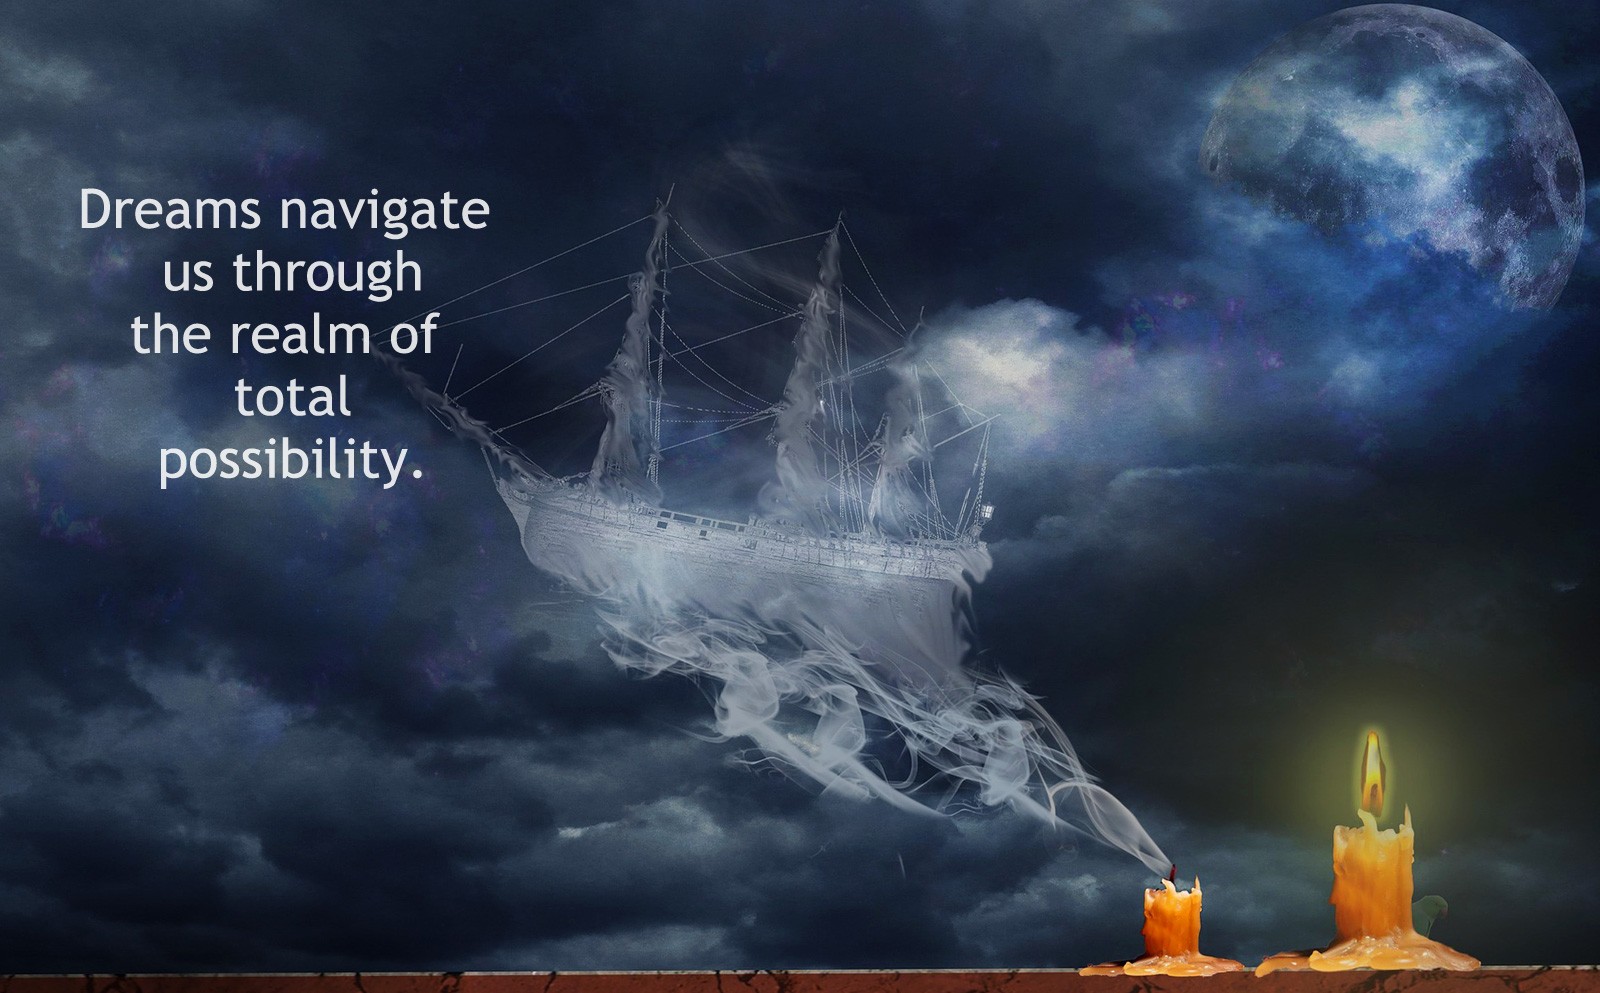 Dreams navigate
us through
the realm of
total
possibility.